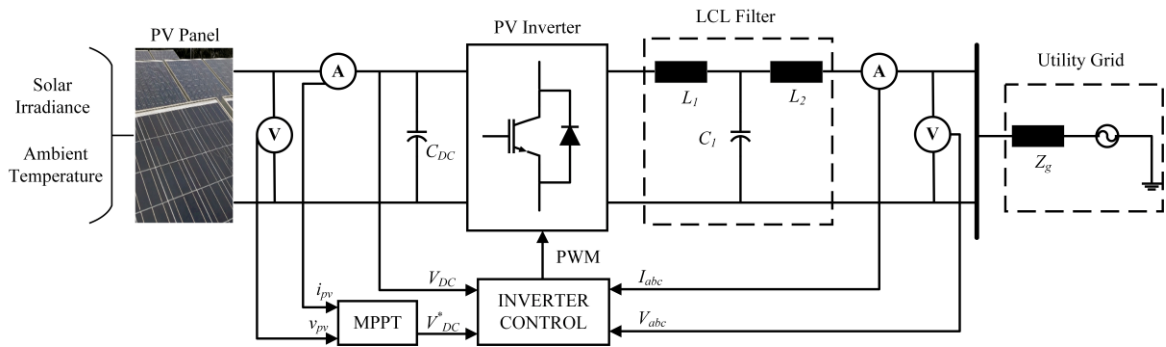 PV Panel
PV Inverter
LCL Filter
Utility Grid
Solar
Irradiance
Ambient
Temperature
A
V
C_DC
L_1
L_2
C_1
A
V
Z_g
PWM
V_DC
I_abc
i_pv
v_pv
MPPT
V*_DC
INVERTER
CONTROL
V_abc